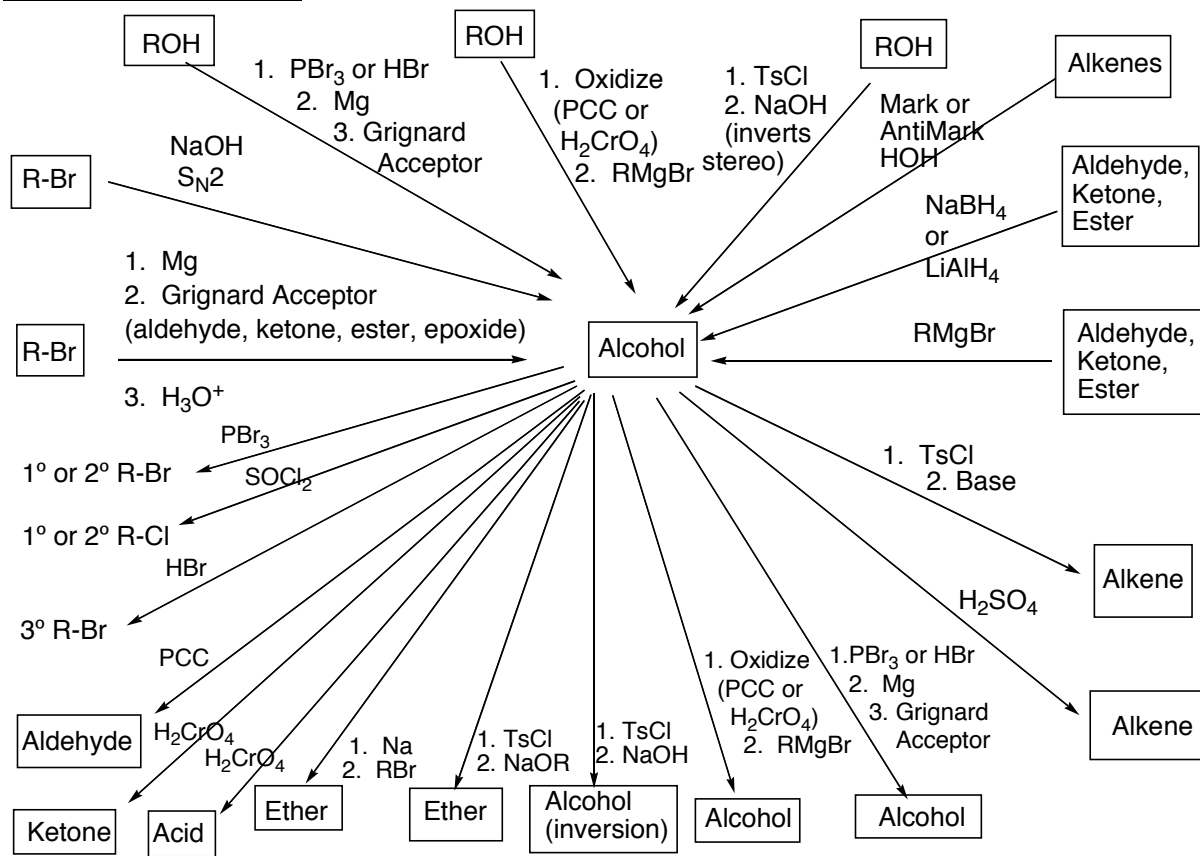 ROH
1. PBr₃ or HBr
2. Mg
3. Grignard
Acceptor
ROH
1. Oxidize
(PCC or
H₂CrO₄)
2. RMgBr
ROH
1. TsCl
2. NaOH
(inverts
stereo)
Alkenes
Mark or
AntiMark
HOH
R-Br
NaOH
S_N2
Aldehyde,
Ketone,
Ester
NaBH₄
or
LiAlH₄
R-Br
1. Mg
2. Grignard Acceptor
(aldehyde, ketone, ester, epoxide)
3. H₃O⁺
Alcohol
RMgBr
Aldehyde,
Ketone,
Ester
PBr₃
1º or 2º R-Br
SOCl₂
1º or 2º R-Cl
HBr
3º R-Br
PCC
Aldehyde
H₂CrO₄
Ketone
H₂CrO₄
Acid
1. Na
2. RBr
Ether
1. TsCl
2. NaOR
Ether
1. TsCl
2. NaOH
Alcohol
(inversion)
1. Oxidize
(PCC or
H₂CrO₄)
2. RMgBr
Alcohol
1.PBr₃ or HBr
2. Mg
3. Grignard
Acceptor
Alcohol
H₂SO₄
Alkene
1. TsCl
2. Base
Alkene